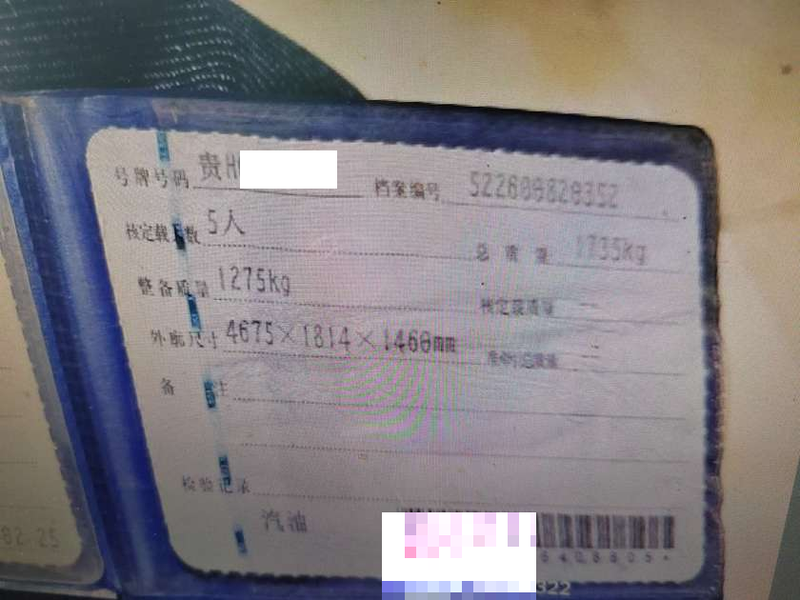 号牌号码 贵H 档案编号 522600820352
核定载人数 5人 总质量 1735kg
整备质量 1275kg 核定载质量 --
外廓尺寸 4675×1814×1460mm 准牵引总质量 --
备注
检验记录
汽油